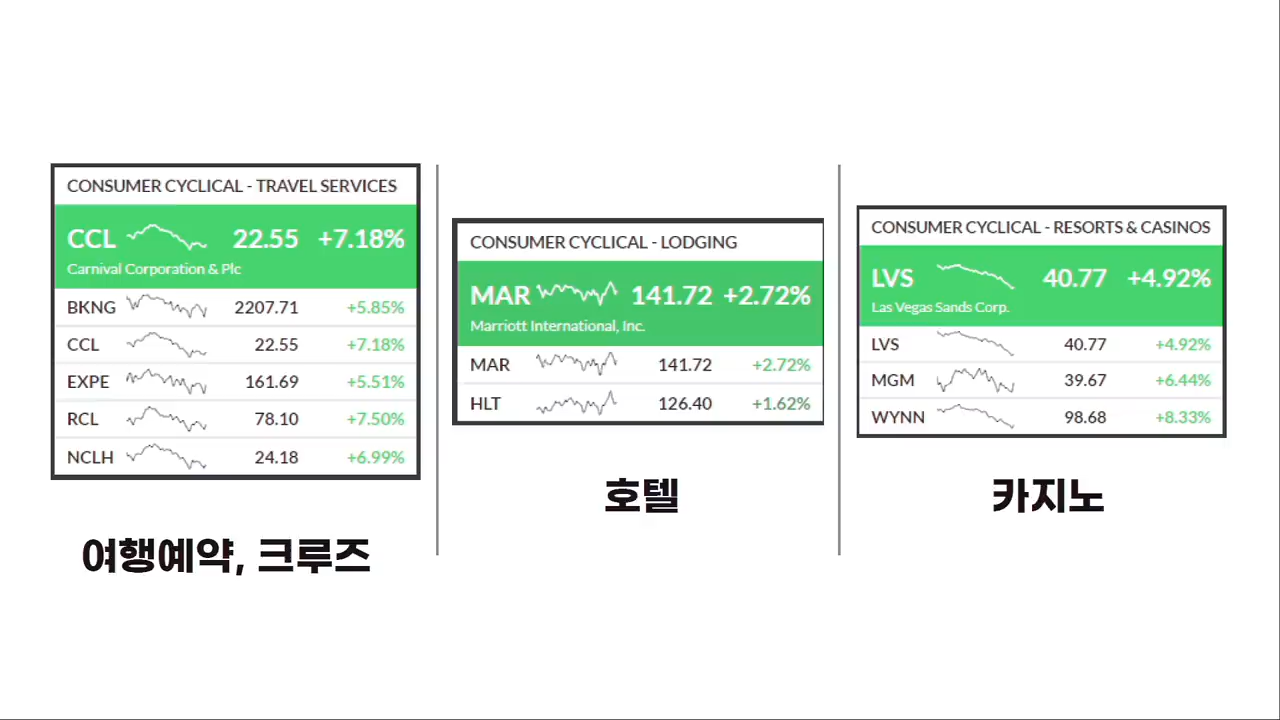 CONSUMER CYCLICAL - TRAVEL SERVICES
CCL 22.55 +7.18%
Carnival Corporation & Plc
BKNG 2207.71 +5.85%
CCL 22.55 +7.18%
EXPE 161.69 +5.51%
RCL 78.10 +7.50%
NCLH 24.18 +6.99%
여행예약, 크루즈
CONSUMER CYCLICAL - LODGING
MAR 141.72 +2.72%
Marriott International, Inc.
MAR 141.72 +2.72%
HLT 126.40 +1.62%
호텔
CONSUMER CYCLICAL - RESORTS & CASINOS
LVS 40.77 +4.92%
Las Vegas Sands Corp.
LVS 40.77 +4.92%
MGM 39.67 +6.44%
WYNN 98.68 +8.33%
카지노